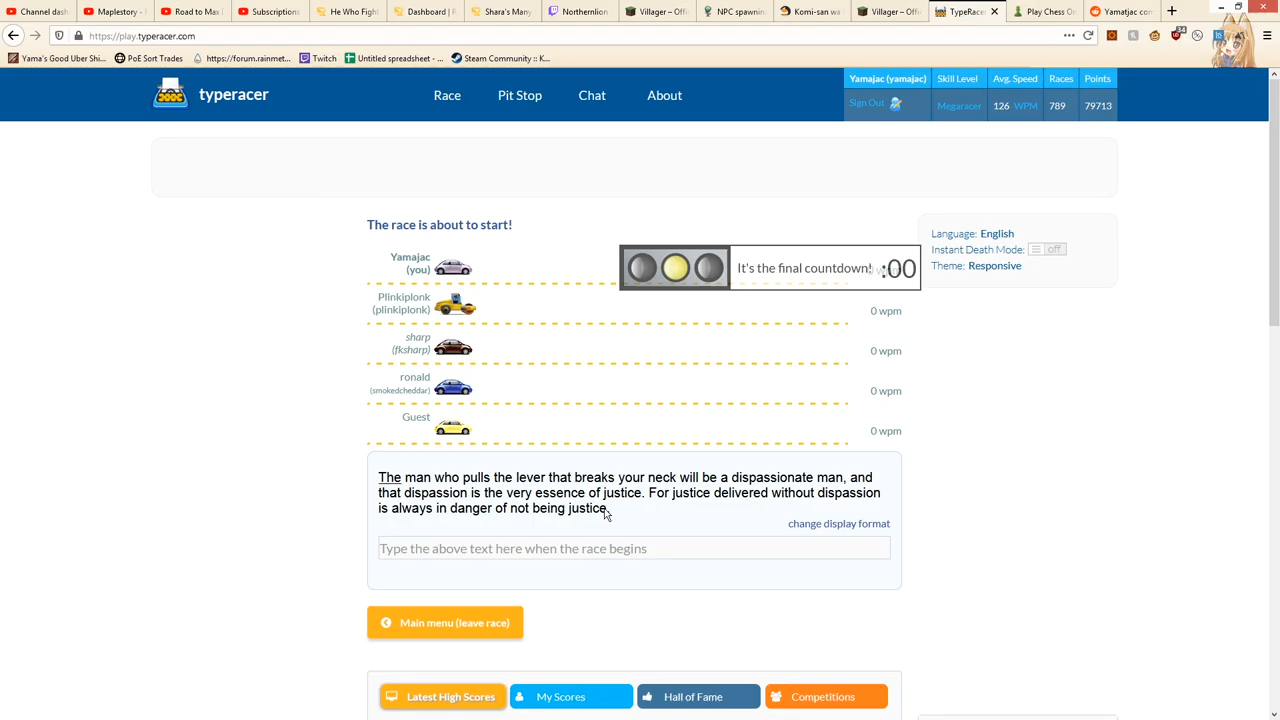 Channel dash
Maplestory -
Road to Max
Subscriptions
He Who Fight
Dashboard | F
Shara's Many
Northernlion
Villager – Offi
NPC spawnin
Komi-san wa
Villager – Offi
TypeRacer
Play Chess O
Yamatjac co
https://play.typeracer.com
34
Yama's Good Uber Shi...
PoE Sort Trades
https://forum.rainmet...
Twitch
Untitled spreadsheet - ...
Steam Community :: K...
typeracer
Race
Pit Stop
Chat
About
Yamajac (yamajac) Skill Level Avg. Speed Races Points
Sign Out Megaracer 126 WPM 789 79713
The race is about to start!
Language: English
Instant Death Mode: off
Theme: Responsive
Yamajac
(you)
It's the final countdown! :00
Plinkiplonk
(plinkiplonk)
0 wpm
sharp
(fksharp)
0 wpm
ronald
(smokedcheddar)
0 wpm
Guest
0 wpm
The man who pulls the lever that breaks your neck will be a dispassionate man, and
that dispassion is the very essence of justice. For justice delivered without dispassion
is always in danger of not being justice.
change display format
Type the above text here when the race begins
Main menu (leave race)
Latest High Scores
My Scores
Hall of Fame
Competitions